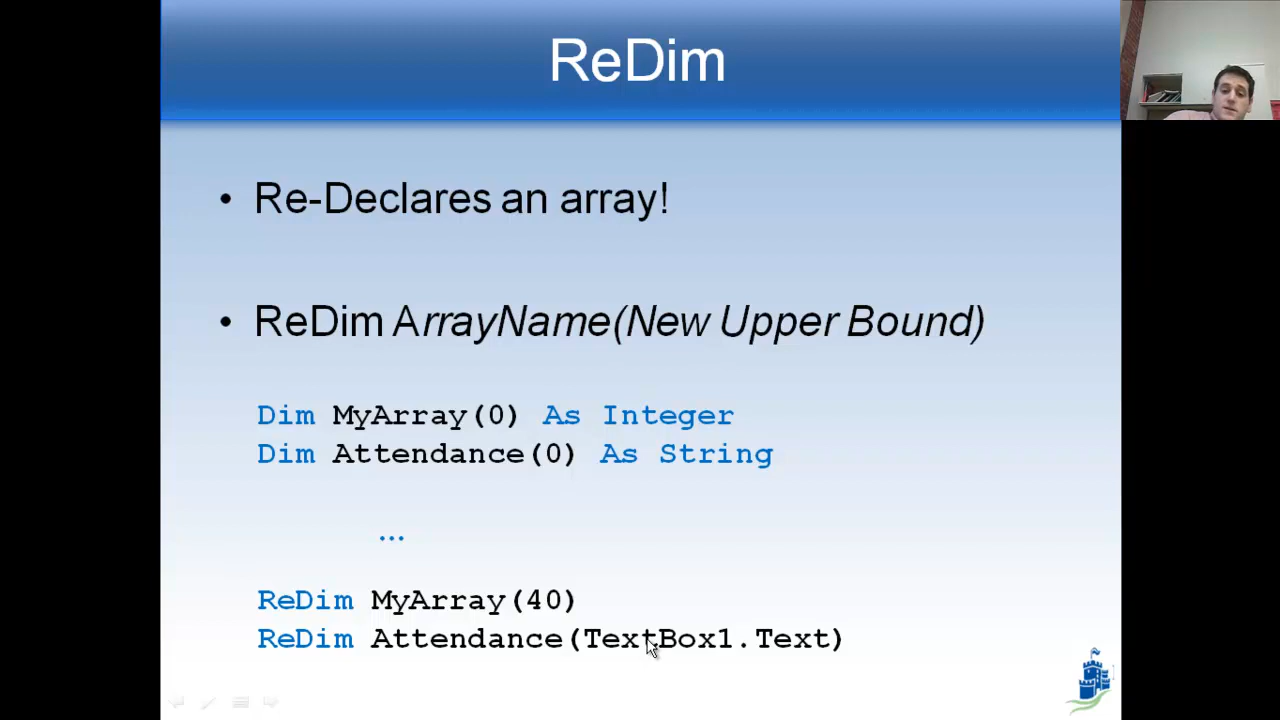 ReDim
• Re-Declares an array!
• ReDim ArrayName(New Upper Bound)
Dim MyArray(0) As Integer
Dim Attendance(0) As String
...
ReDim MyArray(40)
ReDim Attendance(TextBox1.Text)